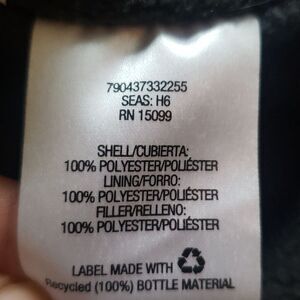 790437332255
SEAS: H6
RN 15099
SHELL/CUBIERTA:
100% POLYESTER/POLIÉSTER
LINING/FORRO:
100% POLYESTER/POLIÉSTER
FILLER/RELLENO:
100% POLYESTER/POLIÉSTER
LABEL MADE WITH
Recycled (100%) BOTTLE MATERIAL